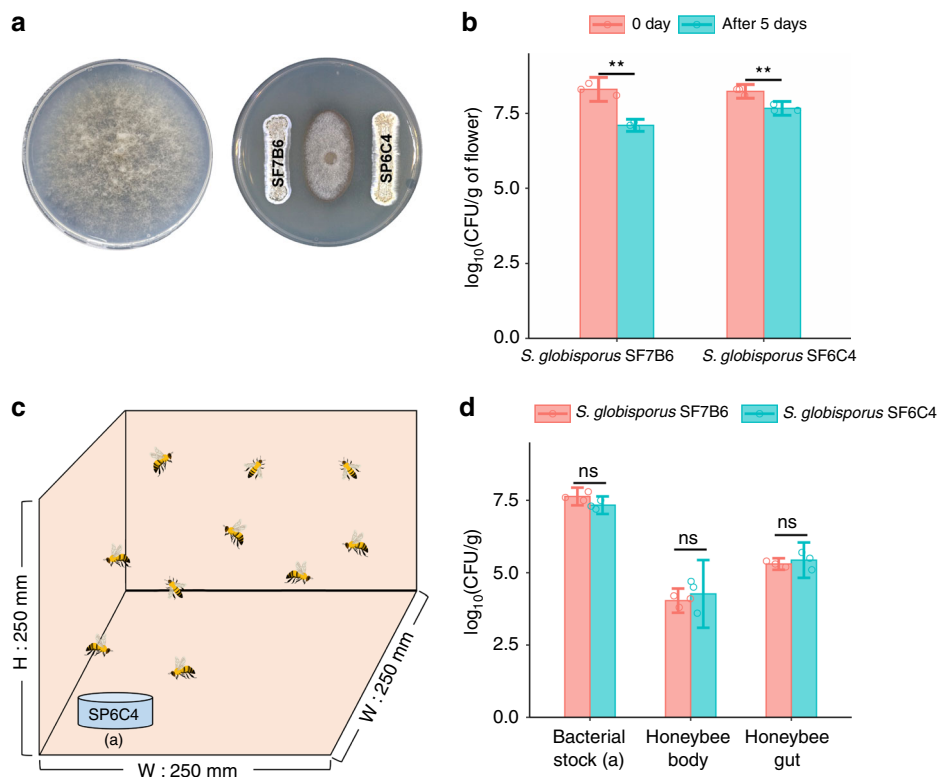 a
SF7B6
SP6C4
b
0 day
After 5 days
log₁₀(CFU/g of flower)
7.5
5.0
2.5
0.0
**
**
S. globisporus SF7B6
S. globisporus SF6C4
c
H : 250 mm
W : 250 mm
W : 250 mm
SP6C4
(a)
d
S. globisporus SF7B6
S. globisporus SF6C4
log₁₀(CFU/g)
7.5
5.0
2.5
0.0
ns
ns
ns
Bacterial
stock (a)
Honeybee
body
Honeybee
gut